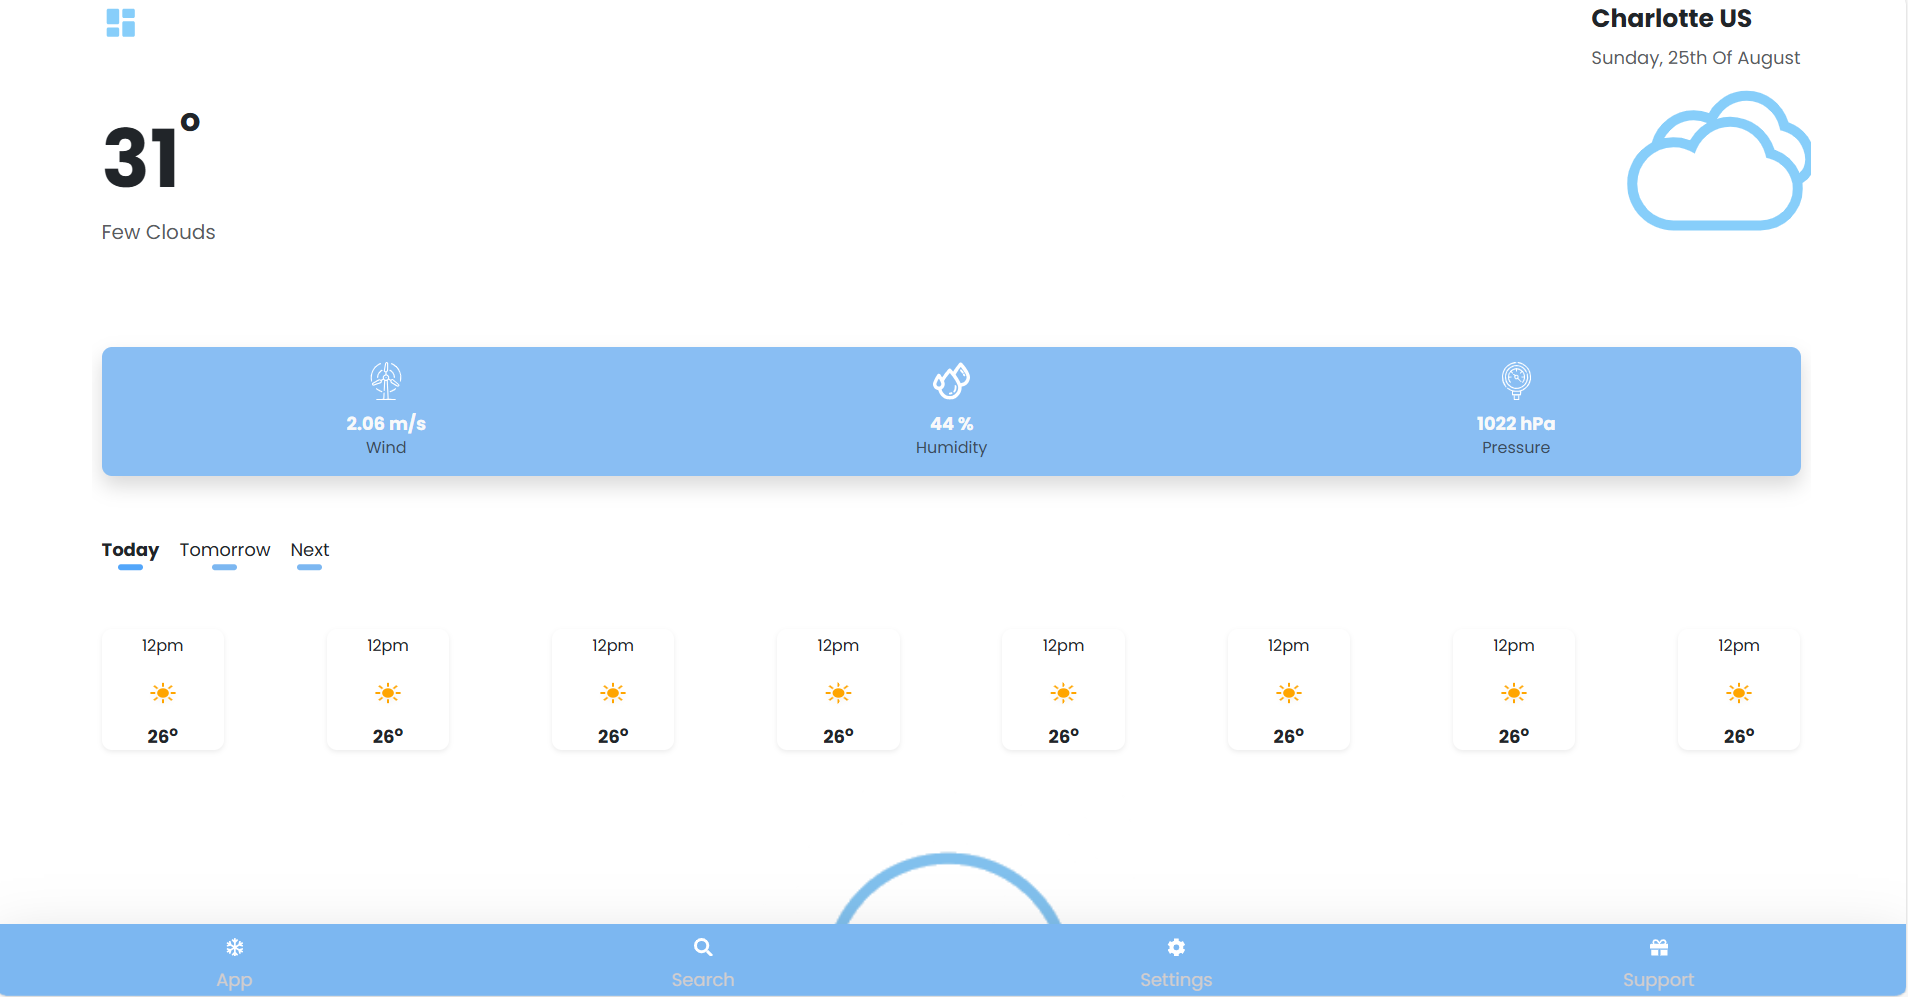 Charlotte US
Sunday, 25th Of August
31°
Few Clouds
2.06 m/s
Wind
44 %
Humidity
1022 hPa
Pressure
Today Tomorrow Next
12pm 12pm 12pm 12pm 12pm 12pm 12pm 12pm
26° 26° 26° 26° 26° 26° 26° 26°
App Search Settings Support